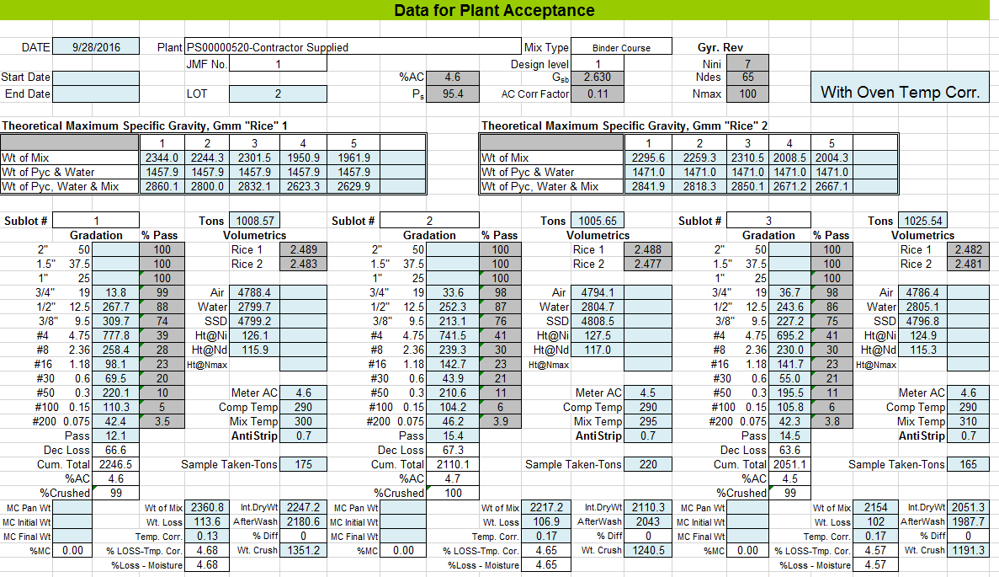 Data for Plant Acceptance
DATE 9/28/2016 Plant PS00000520-Contractor Supplied Mix Type Binder Course Gyr. Rev
JMF No. 1 Design level 1 Nini 7
Start Date %AC 4.6 Gsb 2.630 Ndes 65
End Date LOT 2 Ps 95.4 AC Corr Factor 0.11 Nmax 100 With Oven Temp Corr.
Theoretical Maximum Specific Gravity, Gmm "Rice" 1 Theoretical Maximum Specific Gravity, Gmm "Rice" 2
1 2 3 4 5 1 2 3 4 5
Wt of Mix 2344.0 2244.3 2301.5 1950.9 1961.9 Wt of Mix 2295.6 2259.3 2310.5 2008.5 2004.3
Wt of Pyc & Water 1457.9 1457.9 1457.9 1457.9 1457.9 Wt of Pyc & Water 1471.0 1471.0 1471.0 1471.0 1471.0
Wt of Pyc, Water & Mix 2860.1 2800.0 2832.1 2623.3 2629.9 Wt of Pyc, Water & Mix 2841.9 2818.3 2850.1 2671.2 2667.1
Sublot # 1 Tons 1008.57 Sublot # 2 Tons 1005.65 Sublot # 3 Tons 1025.54
Gradation % Pass Volumetrics Gradation % Pass Volumetrics Gradation % Pass Volumetrics
2" 50 100 Rice 1 2.489 2" 50 100 Rice 1 2.488 2" 50 100 Rice 1 2.482
1.5" 37.5 100 Rice 2 2.483 1.5" 37.5 100 Rice 2 2.477 1.5" 37.5 100 Rice 2 2.481
1" 25 100 1" 25 100 1" 25 100
3/4" 19 13.8 99 Air 4788.4 3/4" 19 33.6 98 Air 4794.1 3/4" 19 36.7 98 Air 4786.4
1/2" 12.5 267.7 88 Water 2799.7 1/2" 12.5 252.3 87 Water 2804.7 1/2" 12.5 243.6 86 Water 2805.1
3/8" 9.5 309.7 74 SSD 4799.2 3/8" 9.5 213.1 76 SSD 4808.5 3/8" 9.5 227.2 75 SSD 4796.8
#4 4.75 777.8 39 Ht@Ni 126.1 #4 4.75 741.5 41 Ht@Ni 127.5 #4 4.75 695.2 41 Ht@Ni 124.9
#8 2.36 258.4 28 Ht@Nd 115.9 #8 2.36 239.3 30 Ht@Nd 117.0 #8 2.36 230.0 30 Ht@Nd 115.3
#16 1.18 98.1 23 Ht@Nmax #16 1.18 142.7 23 Ht@Nmax #16 1.18 141.7 23 Ht@Nmax
#30 0.6 69.5 20 #30 0.6 43.9 21 #30 0.6 55.0 21
#50 0.3 220.1 10 Meter AC 4.6 #50 0.3 210.6 11 Meter AC 4.5 #50 0.3 195.5 11 Meter AC 4.6
#100 0.15 110.3 5 Comp Temp 290 #100 0.15 104.2 6 Comp Temp 290 #100 0.15 105.8 6 Comp Temp 290
#200 0.075 42.4 3.5 Mix Temp 300 #200 0.075 46.2 3.9 Mix Temp 295 #200 0.075 42.3 3.8 Mix Temp 310
Pass 12.1 AntiStrip 0.7 Pass 15.4 AntiStrip 0.7 Pass 14.5 AntiStrip 0.7
Dec Loss 66.6 Dec Loss 67.3 Dec Loss 63.6
Cum. Total 2246.5 Sample Taken-Tons 175 Cum. Total 2110.1 Sample Taken-Tons 220 Cum. Total 2051.1 Sample Taken-Tons 165
%AC 4.6 %AC 4.7 %AC 4.5
%Crushed 99 %Crushed 100 %Crushed 99
MC Pan Wt Wt of Mix 2360.8 Int.DryWt 2247.2 MC Pan Wt Wt of Mix 2217.2 Int.DryWt 2110.3 MC Pan Wt Wt of Mix 2154 Int.DryWt 2051.3
MC Initial Wt Wt. Loss 113.6 AfterWash 2180.6 MC Initial Wt Wt. Loss 106.9 AfterWash 2043 MC Initial Wt Wt. Loss 102 AfterWash 1987.7
MC Final Wt Temp. Corr. 0.13 % Diff 0 MC Final Wt Temp. Corr. 0.17 % Diff 0 MC Final Wt Temp. Corr. 0.17 % Diff 0
%MC 0.00 % LOSS-Tmp. Cor. 4.68 Wt. Crush 1351.2 %MC 0.00 % LOSS-Tmp. Cor. 4.65 Wt. Crush 1240.5 %MC 0.00 % LOSS-Tmp. Cor. 4.57 Wt. Crush 1191.3
%Loss - Moisture 4.68 %Loss - Moisture 4.65 %Loss - Moisture 4.57